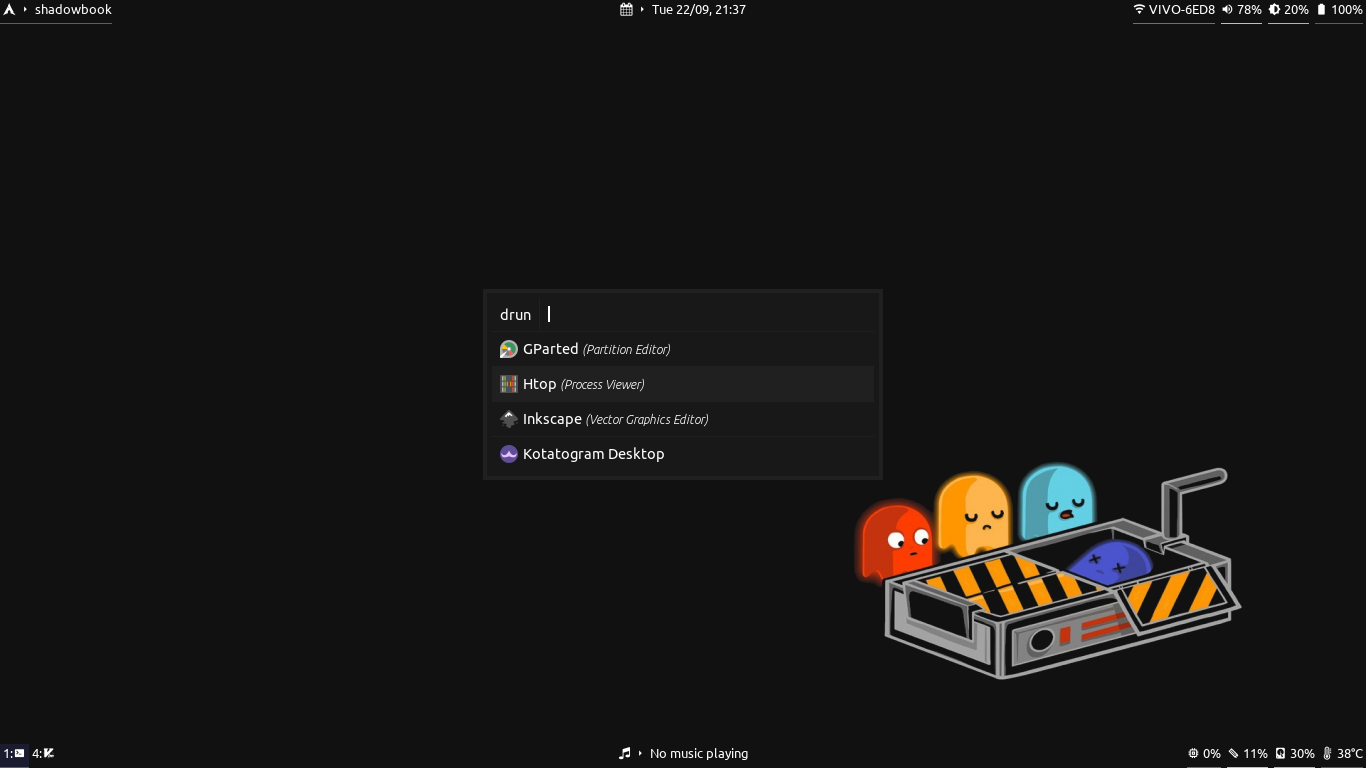 shadowbook
Tue 22/09, 21:37
VIVO-6ED8 78% 20% 100%
drun
GParted (Partition Editor)
Htop (Process Viewer)
Inkscape (Vector Graphics Editor)
Kotatogram Desktop
1: 4:
No music playing
0% 11% 30% 38°C